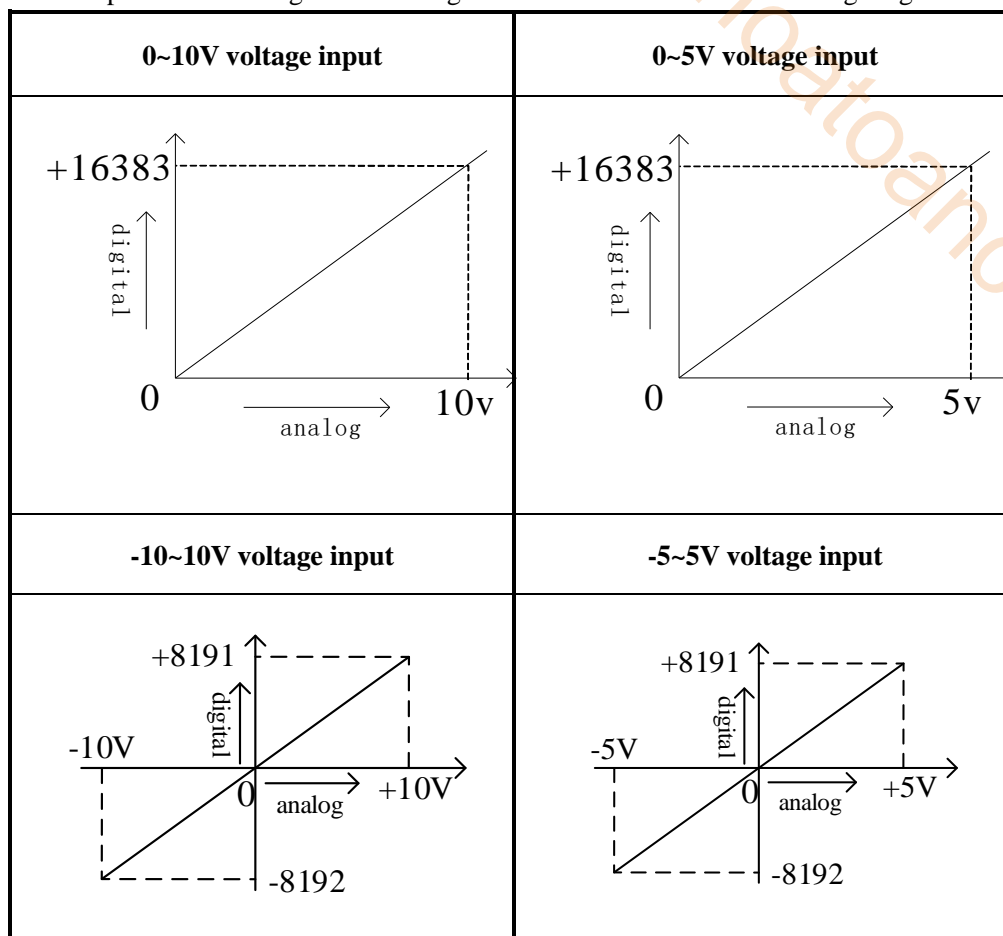 0~10V voltage input
0~5V voltage input
+16383
digital
0
10v
analog
+16383
digital
0
5v
analog
-10~10V voltage input
-5~5V voltage input
+8191
digital
-10V
0
analog
+10V
-8192
+8191
digital
-5V
0
analog
+5V
-8192